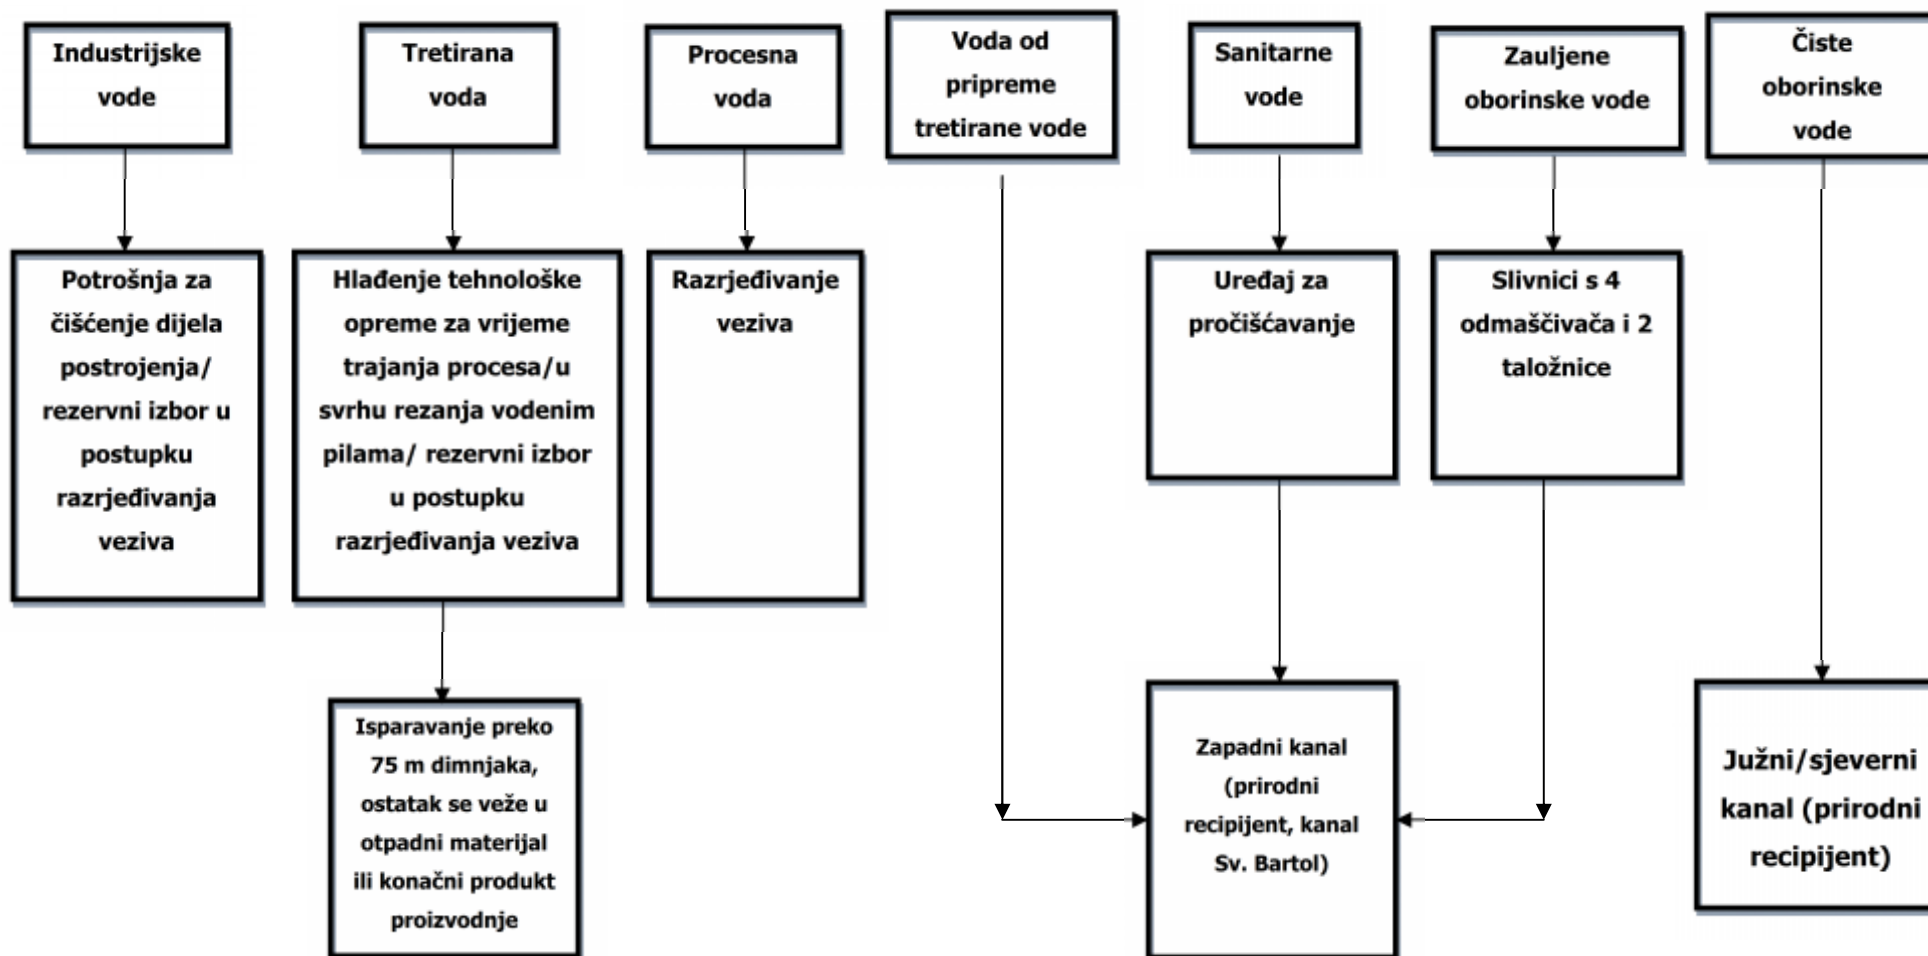 Industrijske
vode
Tretirana
voda
Procesna
voda
Voda od
pripreme
tretirane vode
Sanitarne
vode
Zauljene
oborinske vode
Čiste
oborinske
vode
Potrošnja za
čišćenje dijela
postrojenja/
rezervni izbor u
postupku
razrjeđivanja
veziva
Hlađenje tehnološke
opreme za vrijeme
trajanja procesa/u
svrhu rezanja vodenim
pilama/ rezervni izbor
u postupku
razrjeđivanja veziva
Razrjeđivanje
veziva
Uređaj za
pročišćavanje
Slivnici s 4
odmaščivača i 2
taložnice
Isparavanje preko
75 m dimnjaka,
ostatak se veže u
otpadni materijal
ili konačni produkt
proizvodnje
Zapadni kanal
(prirodni
recipijent, kanal
Sv. Bartol)
Južni/sjeverni
kanal (prirodni
recipijent)